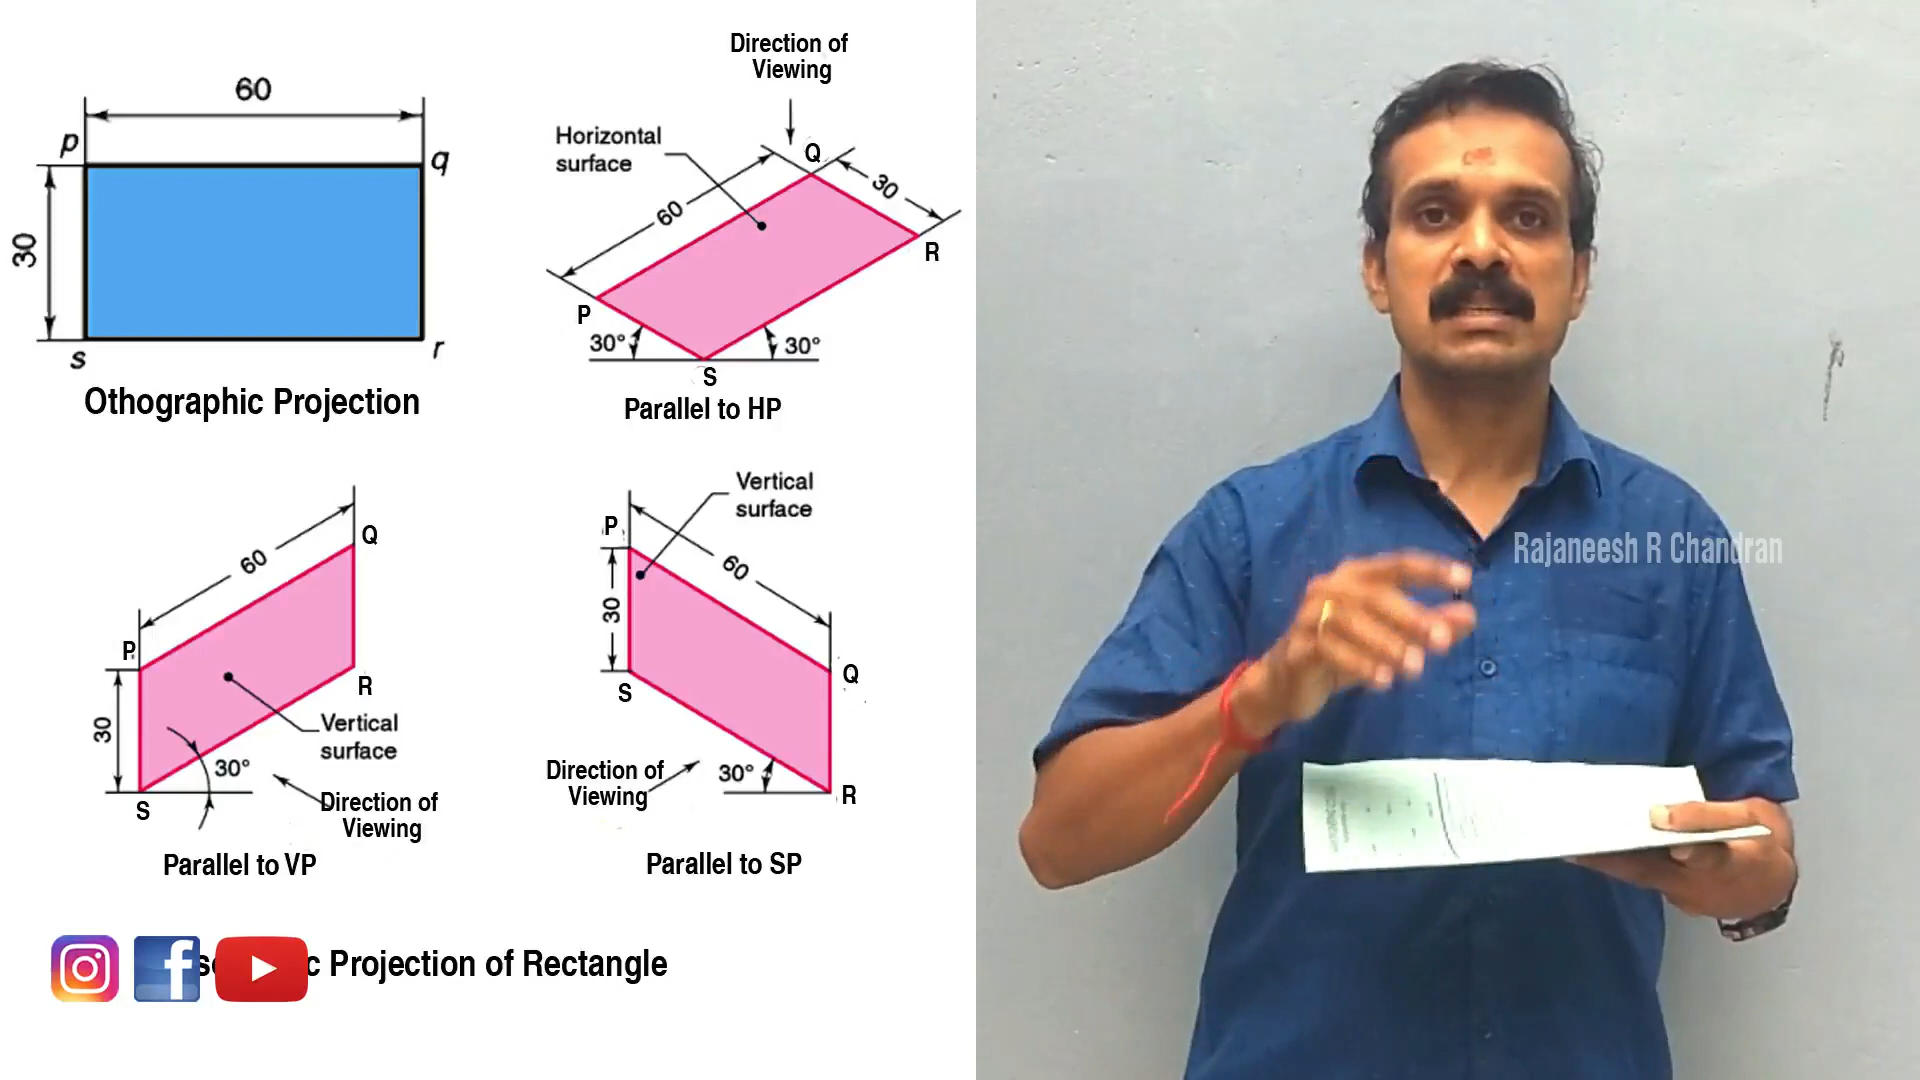 60
p
q
30
s
r
Othographic Projection
Direction of
Viewing
Horizontal
surface
Q
60
30
R
P
30°
30°
S
Parallel to HP
Q
60
P
R
30
Vertical
surface
30°
S
Direction of
Viewing
Parallel to VP
Vertical
surface
P
60
30
Q
S
Direction of
Viewing
30°
R
Parallel to SP
Projection of Rectangle
Rajaneesh R Chandran